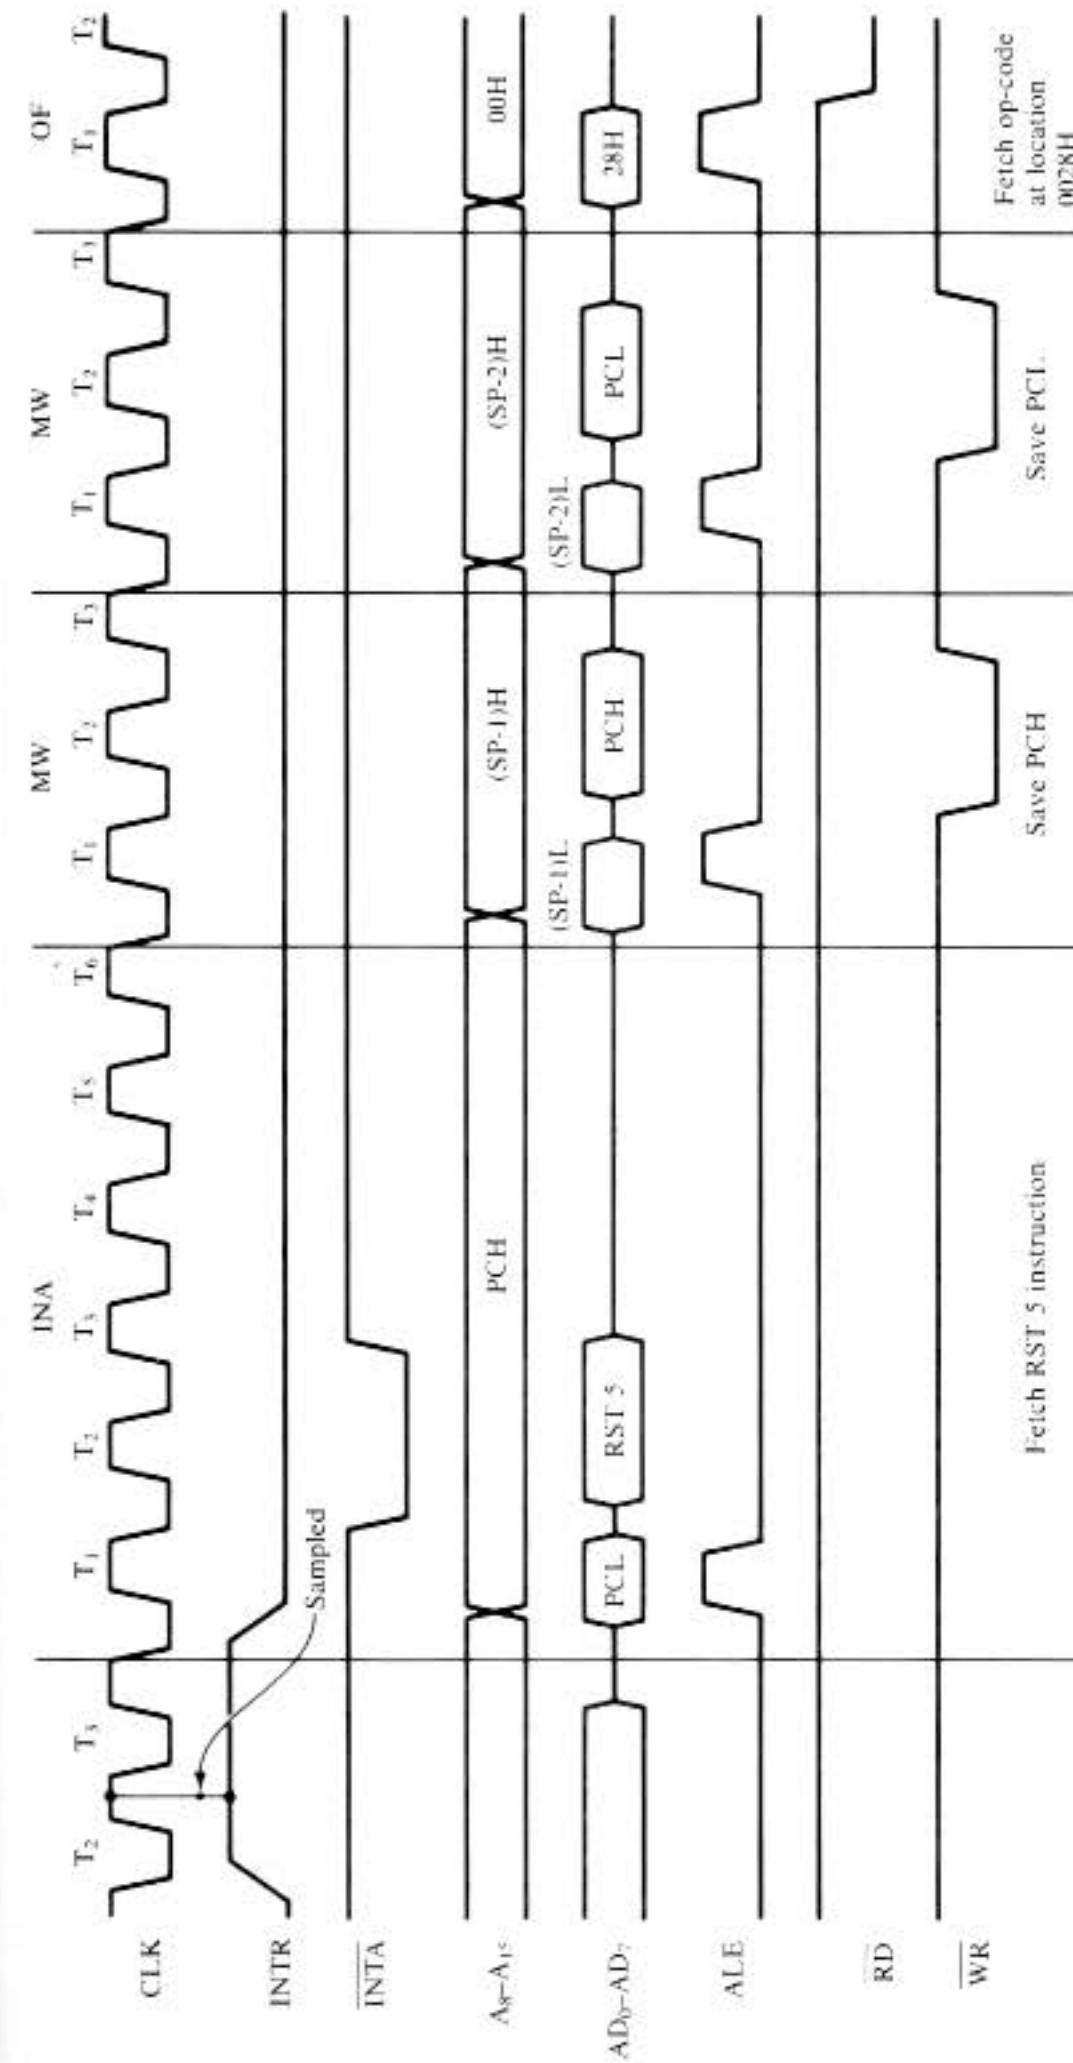 INA MW MW OF
T₂ T₃ T₁ T₂ T₃ T₄ T₅ T₆ T₁ T₂ T₃ T₁ T₂ T₃ T₁ T₂
CLK
Sampled
INTR
INTA
A₈–A₁₅ PCH (SP-1)H (SP-2)H 00H
(SP-1)L (SP-2)L
AD₀–AD₇ PCL RST 5 PCH PCL 28H
ALE
RD
WR
Fetch RST 5 instruction Save PCH Save PCL Fetch op-code
at location
0028H